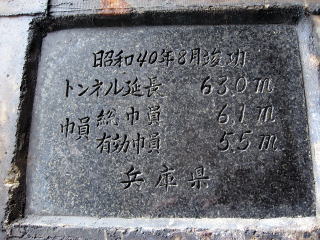 昭和40年8月竣功
トンネル延長 63.0m
巾員 総巾員 6.1m
有効巾員 5.5m
兵庫県